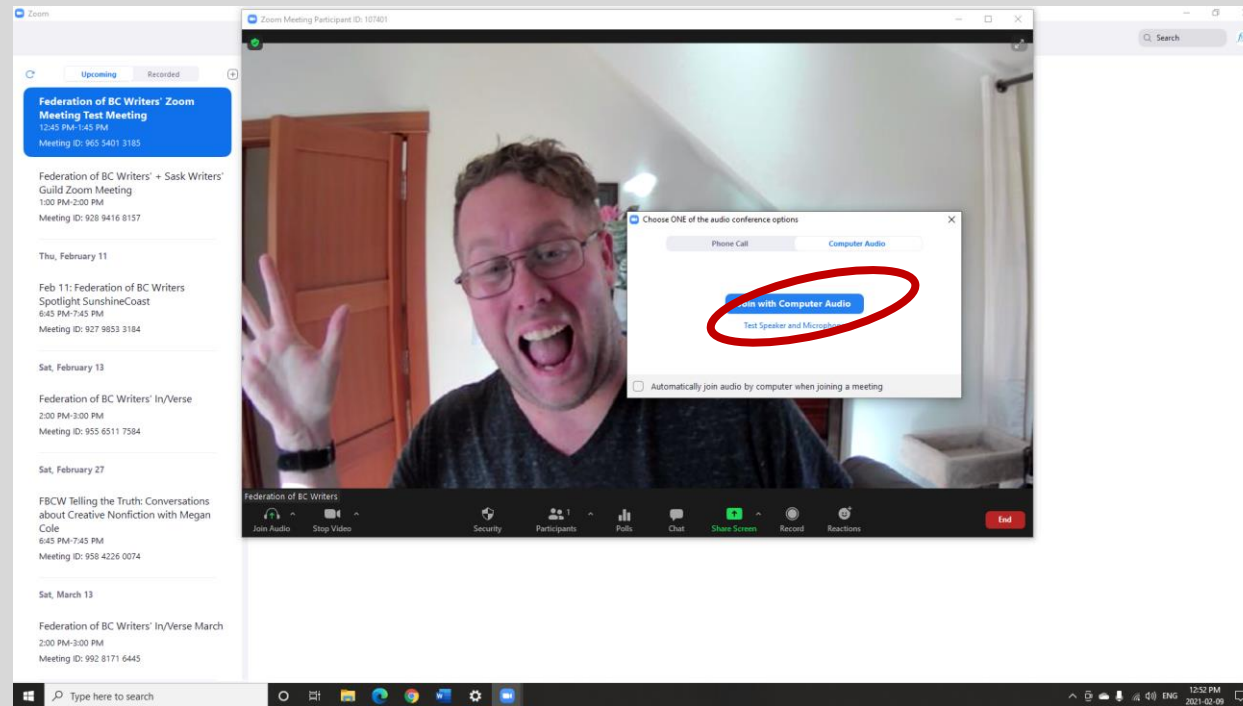 Zoom
Zoom Meeting Participant ID: 107401
Search
Upcoming
Recorded
Federation of BC Writers' Zoom
Meeting Test Meeting
12:45 PM-1:45 PM
Meeting ID: 965 5401 3185
Federation of BC Writers' + Sask Writers'
Guild Zoom Meeting
1:00 PM-2:00 PM
Meeting ID: 928 9416 8157
Thu, February 11
Feb 11: Federation of BC Writers
Spotlight SunshineCoast
6:45 PM-7:45 PM
Meeting ID: 927 9853 3184
Sat, February 13
Federation of BC Writers' In/Verse
2:00 PM-3:00 PM
Meeting ID: 955 6511 7584
Sat, February 27
FBCW Telling the Truth: Conversations
about Creative Nonfiction with Megan
Cole
6:45 PM-7:45 PM
Meeting ID: 958 4226 0074
Sat, March 13
Federation of BC Writers' In/Verse March
2:00 PM-3:00 PM
Meeting ID: 992 8171 6445
Choose ONE of the audio conference options
Phone Call
Computer Audio
Join with Computer Audio
Test Speaker and Microphone
Automatically join audio by computer when joining a meeting
Federation of BC Writers
Join Audio
Stop Video
Security
1
Participants
Polls
Chat
Share Screen
Record
Reactions
End
Type here to search
ENG
12:52 PM
2021-02-09